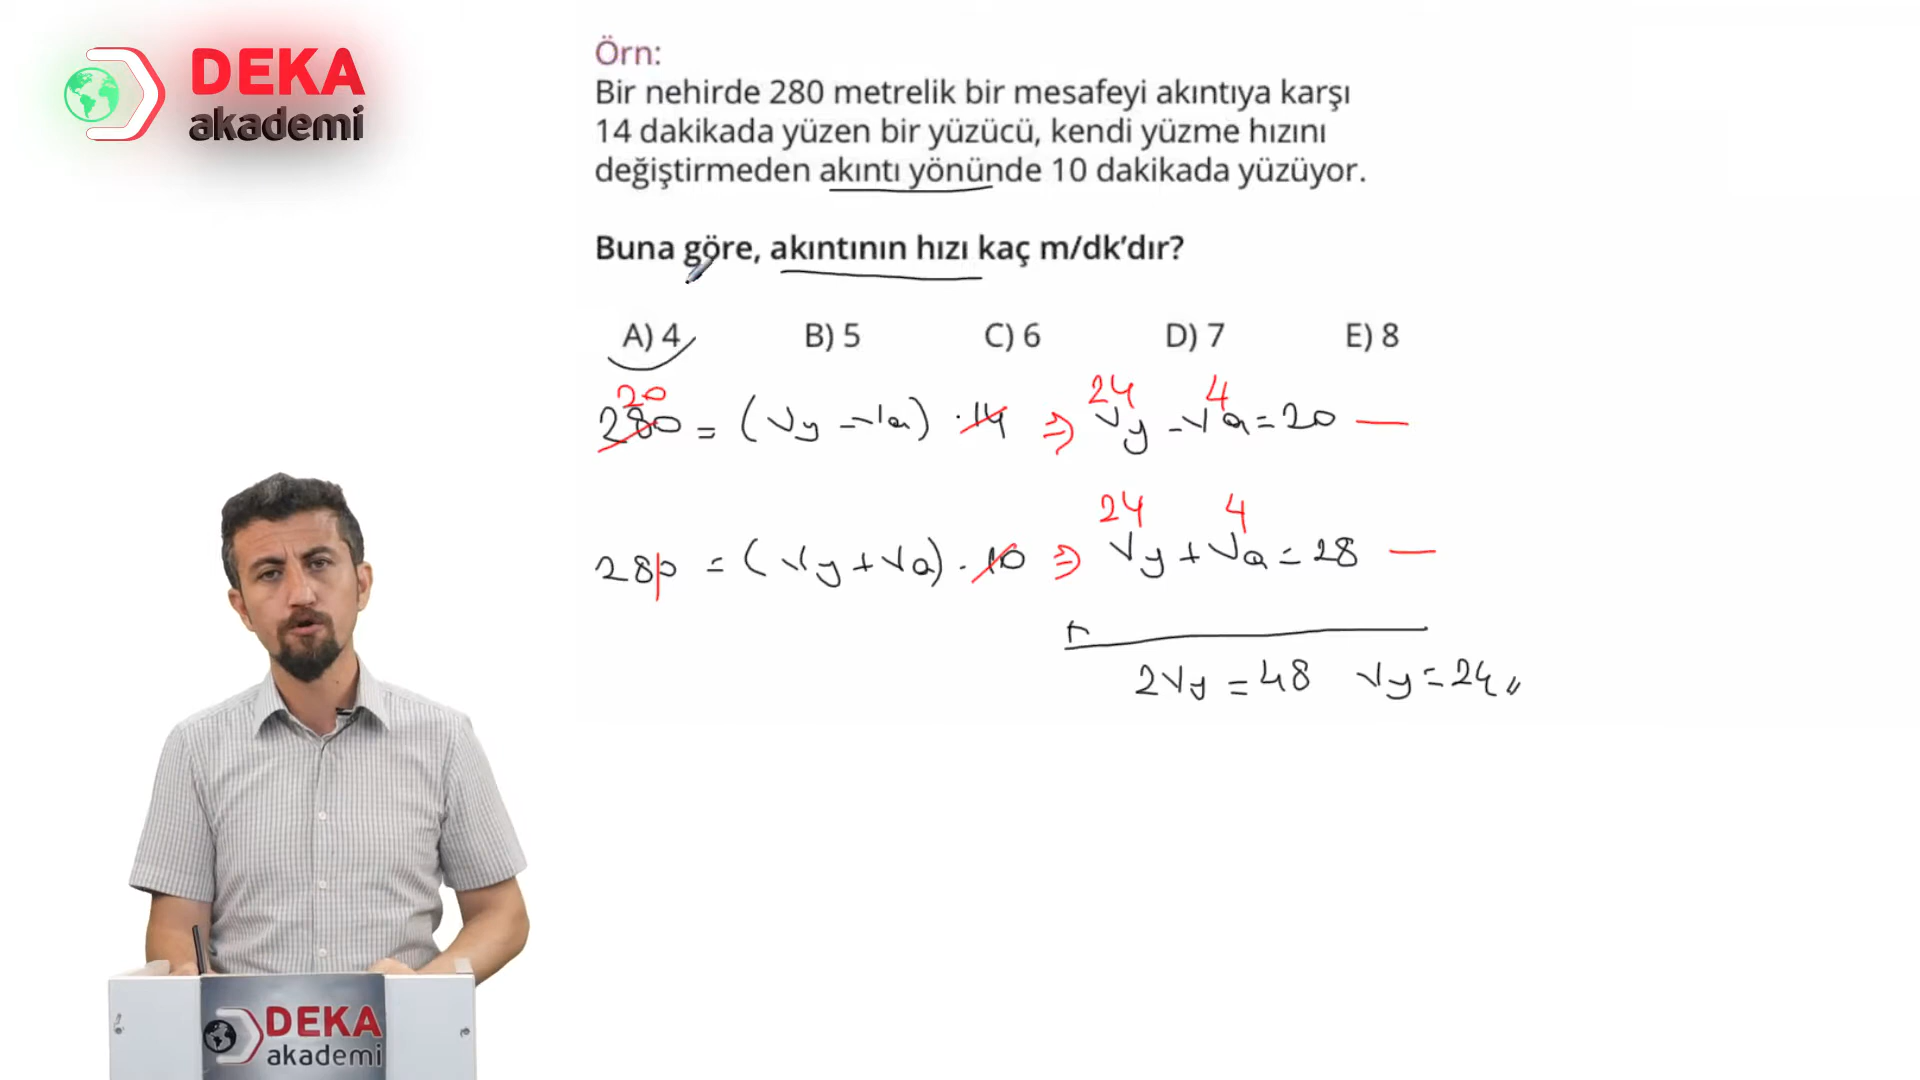 DEKA
akademi
Örn:
Bir nehirde 280 metrelik bir mesafeyi akıntıya karşı
14 dakikada yüzen bir yüzücü, kendi yüzme hızını
değiştirmeden akıntı yönünde 10 dakikada yüzüyor.
Buna göre, akıntının hızı kaç m/dk’dır?
A) 4 B) 5 C) 6 D) 7 E) 8
20 24 4
280 = (Vy - Va) . 14 ⇒ Vy - Va = 20 —
24 4
280 = (Vy + Va) . 10 ⇒ Vy + Va = 28 —
+
2Vy = 48 Vy = 24 //
DEKA
akademi